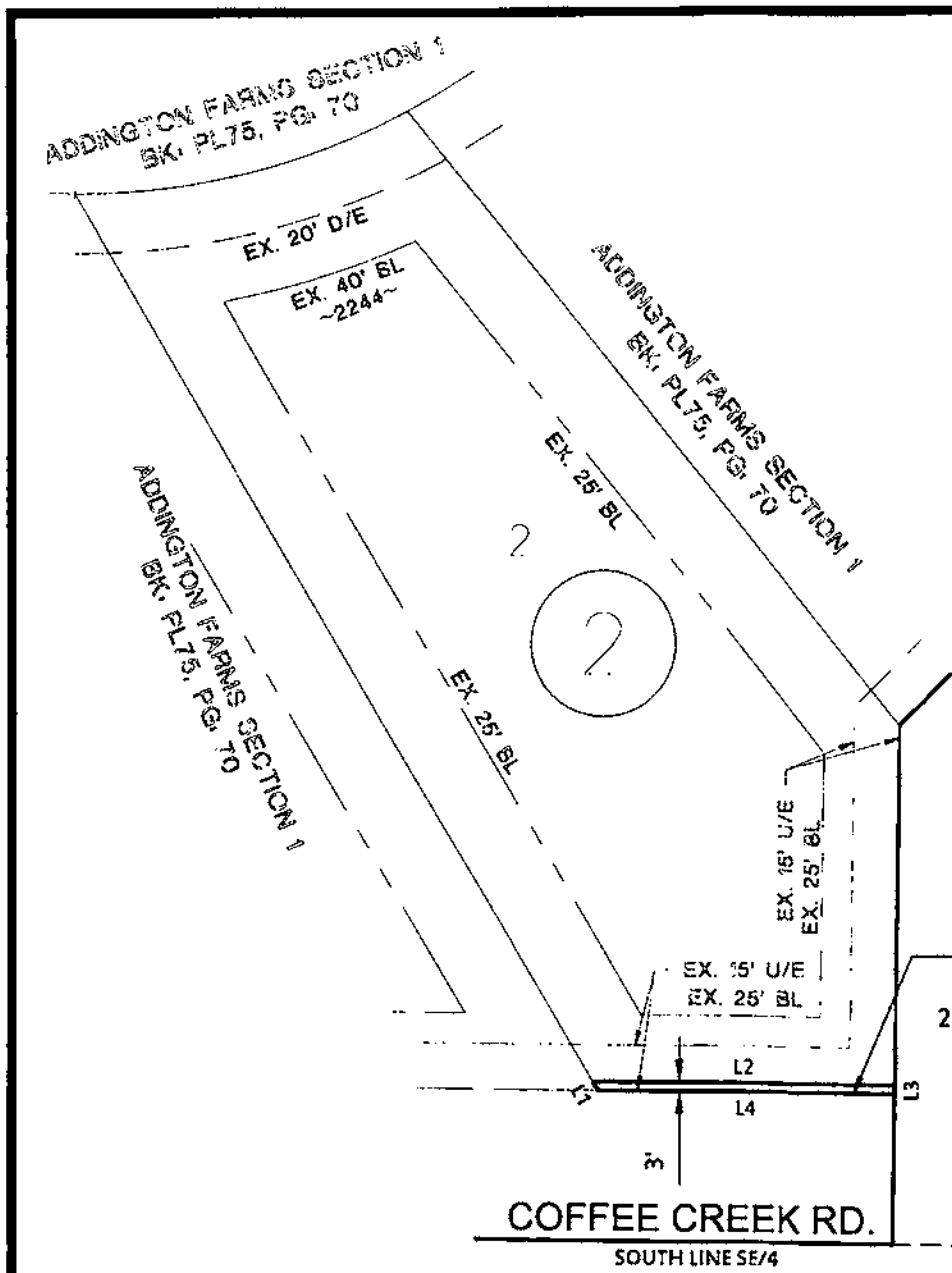 ADDINGTON FARMS SECTION 1
BK. PL75, PG. 70
EX. 20' D/E
EX. 40' BL
~2244~
ADDINGTON FARMS SECTION 1
BK. PL75, PG. 70
EX. 25' BL
2
2
ADDINGTON FARMS SECTION 1
BK. PL75, PG. 70
EX. 25' BL
EX. 15' U/E
EX. 25' BL
EX. 15' U/E
EX. 25' BL
2
L2
L1
L3
L4
3'
COFFEE CREEK RD.
SOUTH LINE SE/4